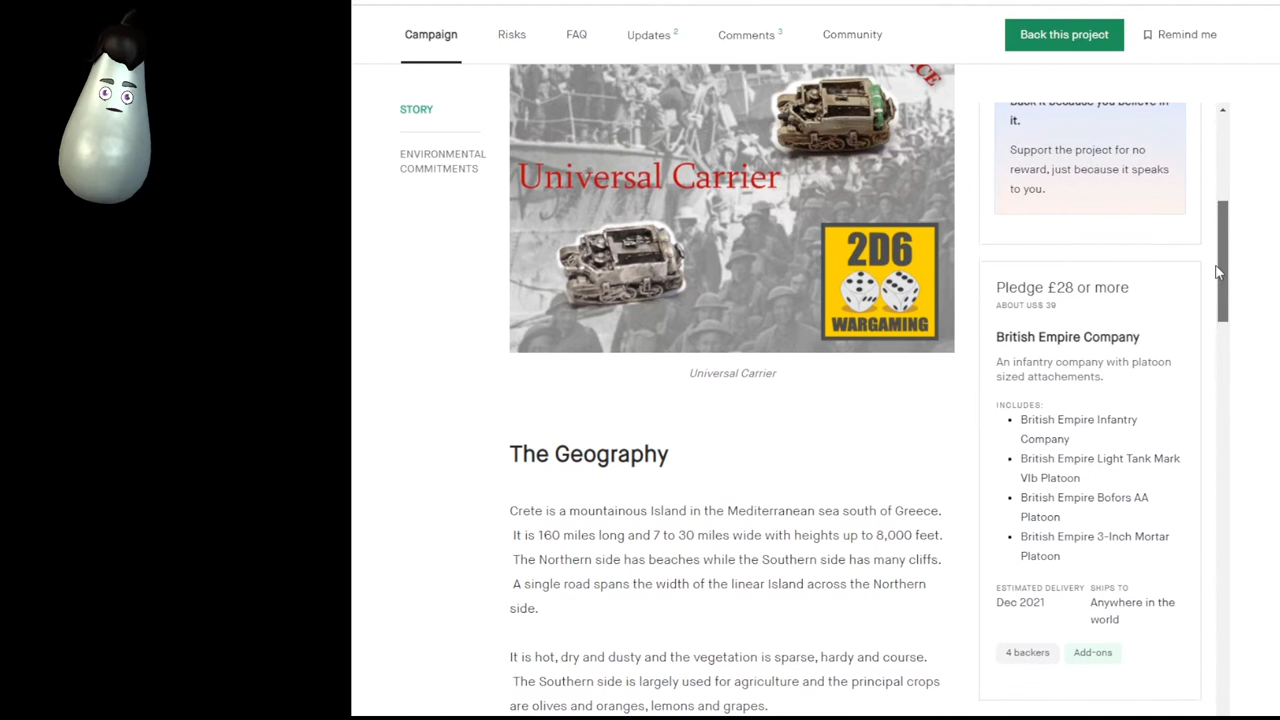 Campaign
Risks
FAQ
Updates 2
Comments 3
Community
Back this project
Remind me
STORY
ENVIRONMENTAL
COMMITMENTS
Universal Carrier
2D6
WARGAMING
Universal Carrier
The Geography
Crete is a mountainous Island in the Mediterranean sea south of Greece.
It is 160 miles long and 7 to 30 miles wide with heights up to 8,000 feet.
The Northern side has beaches while the Southern side has many cliffs.
A single road spans the width of the linear Island across the Northern
side.
It is hot, dry and dusty and the vegetation is sparse, hardy and course.
The Southern side is largely used for agriculture and the principal crops
are olives and oranges, lemons and grapes.
Back it because you believe in
it.
Support the project for no
reward, just because it speaks
to you.
Pledge £28 or more
ABOUT US$ 39
British Empire Company
An infantry company with platoon
sized attachements.
INCLUDES:
• British Empire Infantry
Company
• British Empire Light Tank Mark
VIb Platoon
• British Empire Bofors AA
Platoon
• British Empire 3-Inch Mortar
Platoon
ESTIMATED DELIVERY
Dec 2021
SHIPS TO
Anywhere in the
world
4 backers
Add-ons